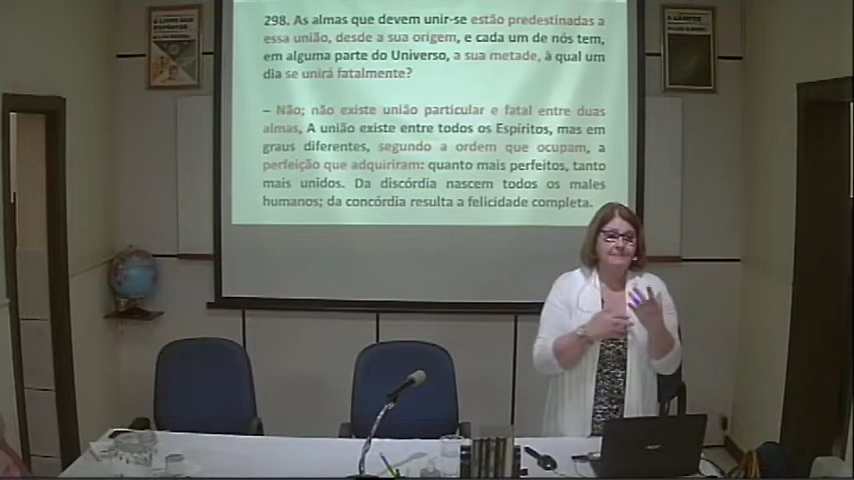 O LIVRO DOS
ESPÍRITOS
298. As almas que devem unir-se estão predestinadas a
essa união, desde a sua origem, e cada um de nós tem,
em alguma parte do Universo, a sua metade, à qual um
dia se unirá fatalmente?
– Não; não existe união particular e fatal entre duas
almas, A união existe entre todos os Espíritos, mas em
graus diferentes, segundo a ordem que ocupam, a
perfeição que adquiriram: quanto mais perfeitos, tanto
mais unidos. Da discórdia nascem todos os males
humanos; da concórdia resulta a felicidade completa.
acer